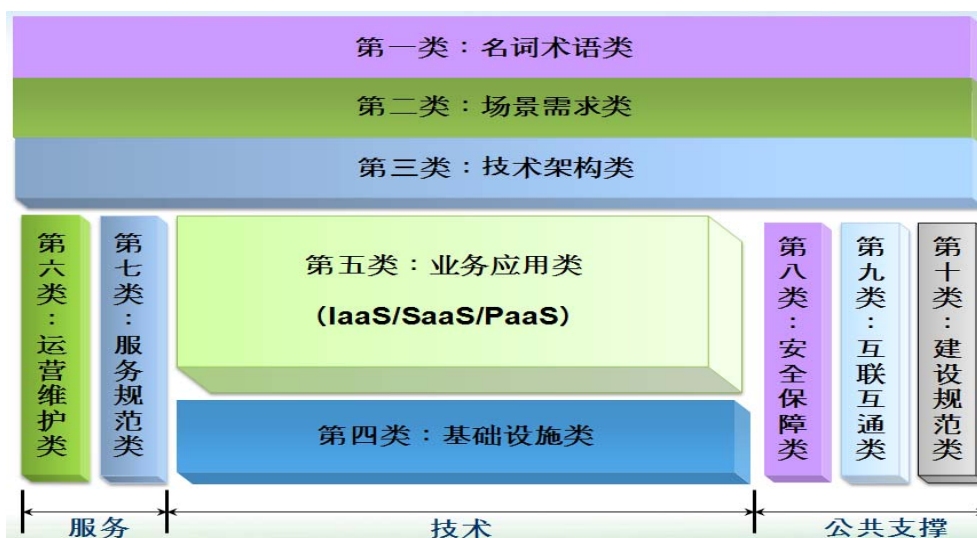 第一类：名词术语类
第二类：场景需求类
第三类：技术架构类
第六类：运营维护类
第七类：服务规范类
第五类：业务应用类
（IaaS/SaaS/PaaS）
第四类：基础设施类
第八类：安全保障类
第九类：互联互通类
第十类：建设规范类
服务
技术
公共支撑